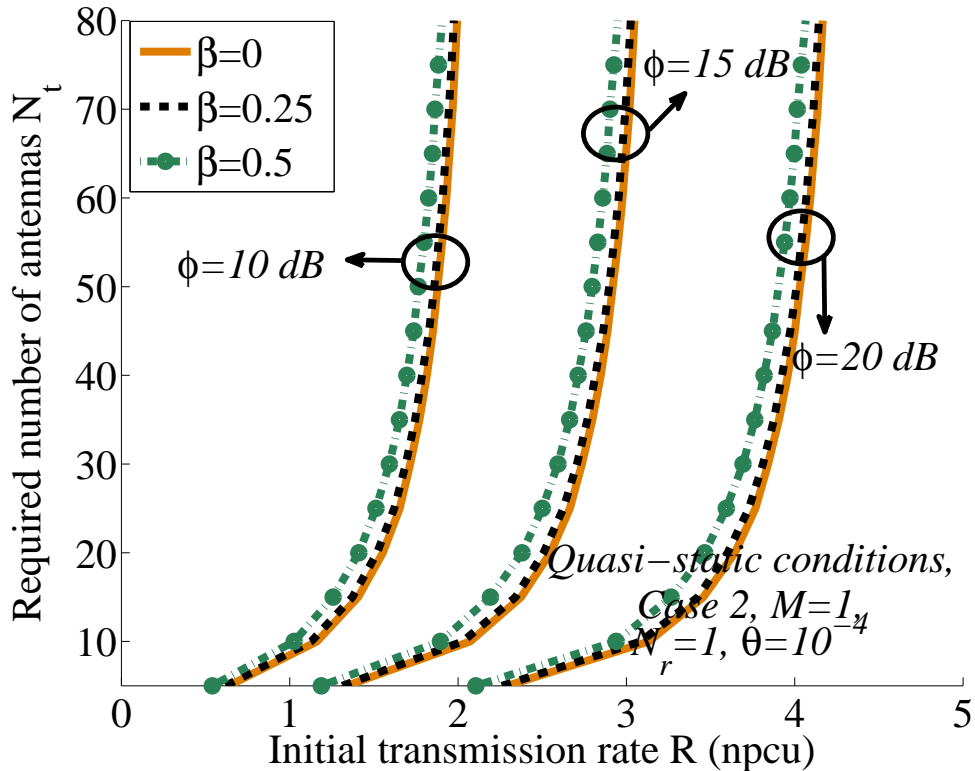 80
70
60
50
40
30
20
10
0
1
2
3
4
5
Required number of antennas N_t
Initial transmission rate R (npcu)
β=0
β=0.25
β=0.5
ϕ=10 dB
ϕ=15 dB
ϕ=20 dB
Quasi−static conditions,
Case 2, M=1,
N_r=1, θ=10^−4